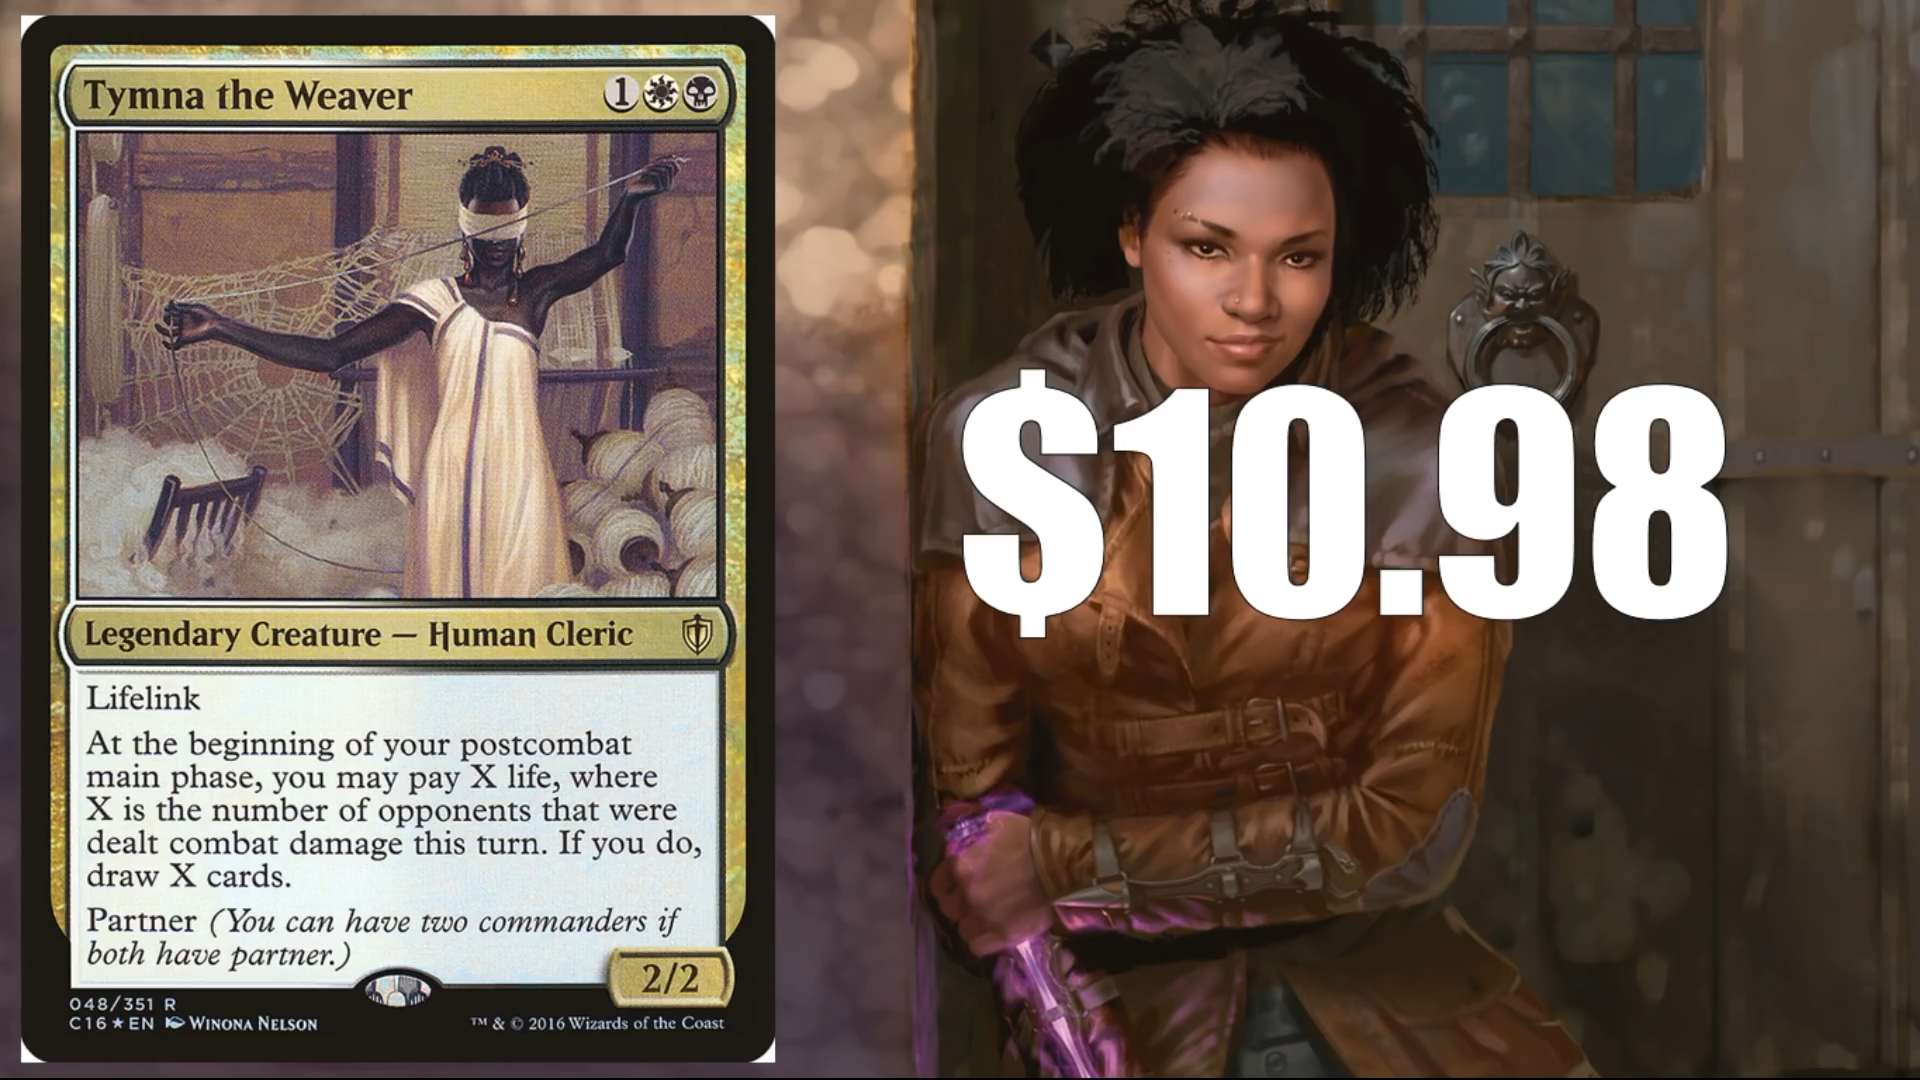 Tymna the Weaver
1
$10.98
Legendary Creature — Human Cleric
Lifelink
At the beginning of your postcombat
main phase, you may pay X life, where
X is the number of opponents that were
dealt combat damage this turn. If you do,
draw X cards.
Partner (You can have two commanders if
both have partner.)
2/2
048/351 R
C16★EN Winona Nelson
™ & © 2016 Wizards of the Coast